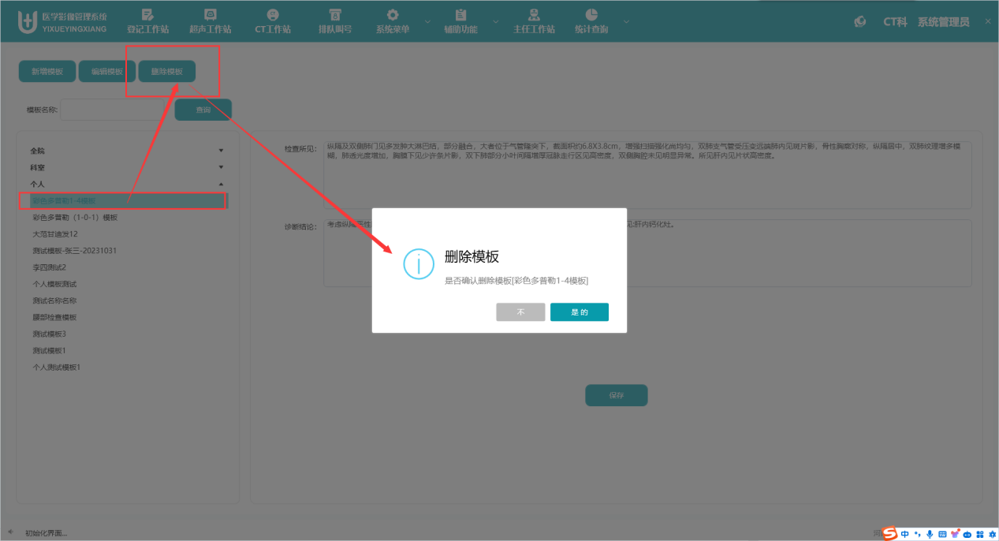 医学影像管理系统
YIXUEYINGXIANG
登记工作站
超声工作站
CT工作站
排队叫号
系统菜单
辅助功能
主任工作站
统计查询
CT科
系统管理员
新增模板
编辑模板
删除模板
模板名称:
查询
全院
科室
个人
彩色多普勒1-4模板
彩色多普勒（1-0-1）模板
大范甘迪发12
测试模板-张三-20231031
李四测试2
个人模板测试
测试名称名称
腰部检查模板
测试模板3
测试模板1
个人测试模板1
检查所见:
纵隔及双侧肺门见多发肿大淋巴结，部分融合，大者位于气管隆突下，截面积约6.8X3.8cm，增强扫描强化尚均匀，双肺支气管受压变远端肺内见斑片影，骨性胸廓对称，纵隔居中，双肺纹理增多模
糊，肺透光度增加，胸膜下见少许条片影，双下肺部分小叶间隔增厚冠脉走行区见高密度，双侧胸腔未见明显异常。所见肝内见片状高密度。
诊断结论:
考虑纵隔恶性
见:肝内钙化灶。
删除模板
是否确认删除模板[彩色多普勒1-4模板]
不
是的
保存
初始化界面...
河
中